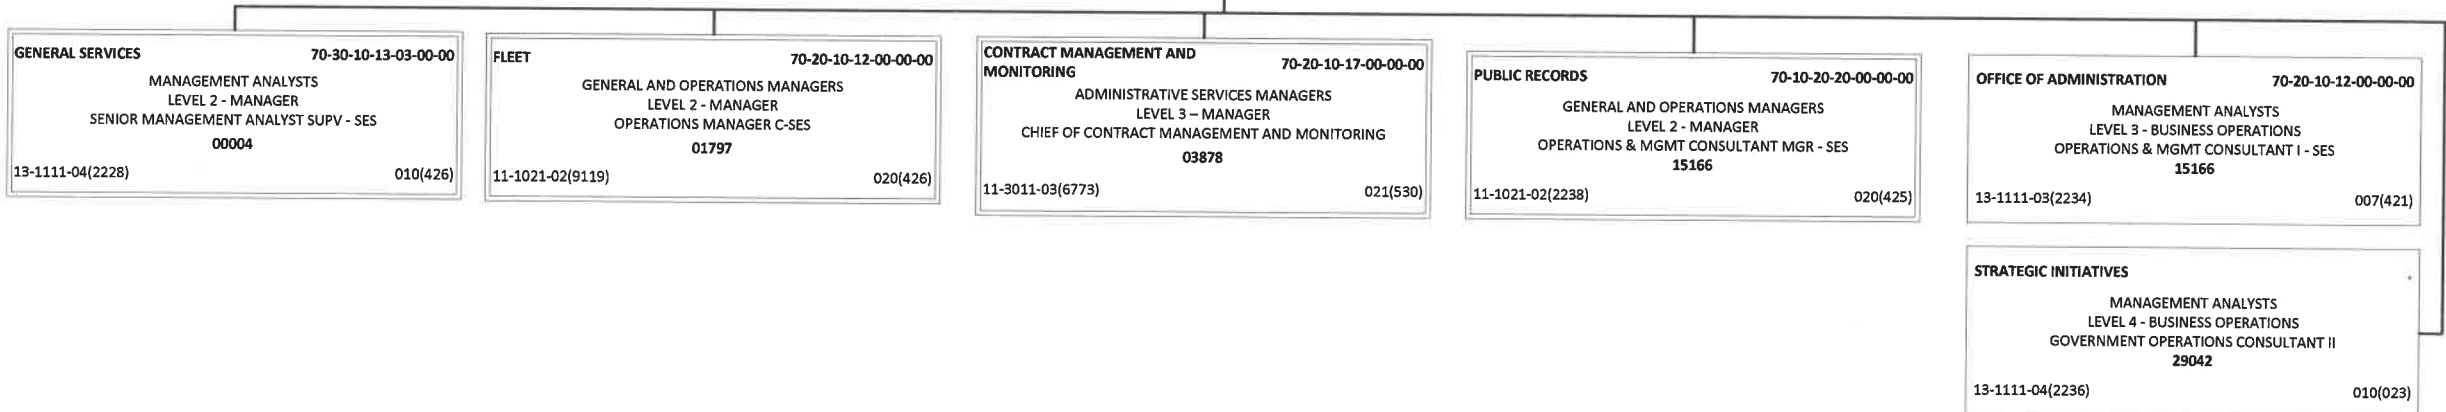 GENERAL SERVICES 70-30-10-13-03-00-00
MANAGEMENT ANALYSTS
LEVEL 2 - MANAGER
SENIOR MANAGEMENT ANALYST SUPV - SES
00004
13-1111-04(2228) 010(426)
FLEET 70-20-10-12-00-00-00
GENERAL AND OPERATIONS MANAGERS
LEVEL 2 - MANAGER
OPERATIONS MANAGER C-SES
01797
11-1021-02(9119) 020(426)
CONTRACT MANAGEMENT AND
MONITORING 70-20-10-17-00-00-00
ADMINISTRATIVE SERVICES MANAGERS
LEVEL 3 – MANAGER
CHIEF OF CONTRACT MANAGEMENT AND MONITORING
03878
11-3011-03(6773) 021(530)
PUBLIC RECORDS 70-10-20-20-00-00-00
GENERAL AND OPERATIONS MANAGERS
LEVEL 2 - MANAGER
OPERATIONS & MGMT CONSULTANT MGR - SES
15166
11-1021-02(2238) 020(425)
OFFICE OF ADMINISTRATION 70-20-10-12-00-00-00
MANAGEMENT ANALYSTS
LEVEL 3 - BUSINESS OPERATIONS
OPERATIONS & MGMT CONSULTANT I - SES
15166
13-1111-03(2234) 007(421)
STRATEGIC INITIATIVES
MANAGEMENT ANALYSTS
LEVEL 4 - BUSINESS OPERATIONS
GOVERNMENT OPERATIONS CONSULTANT II
29042
13-1111-04(2236) 010(023)